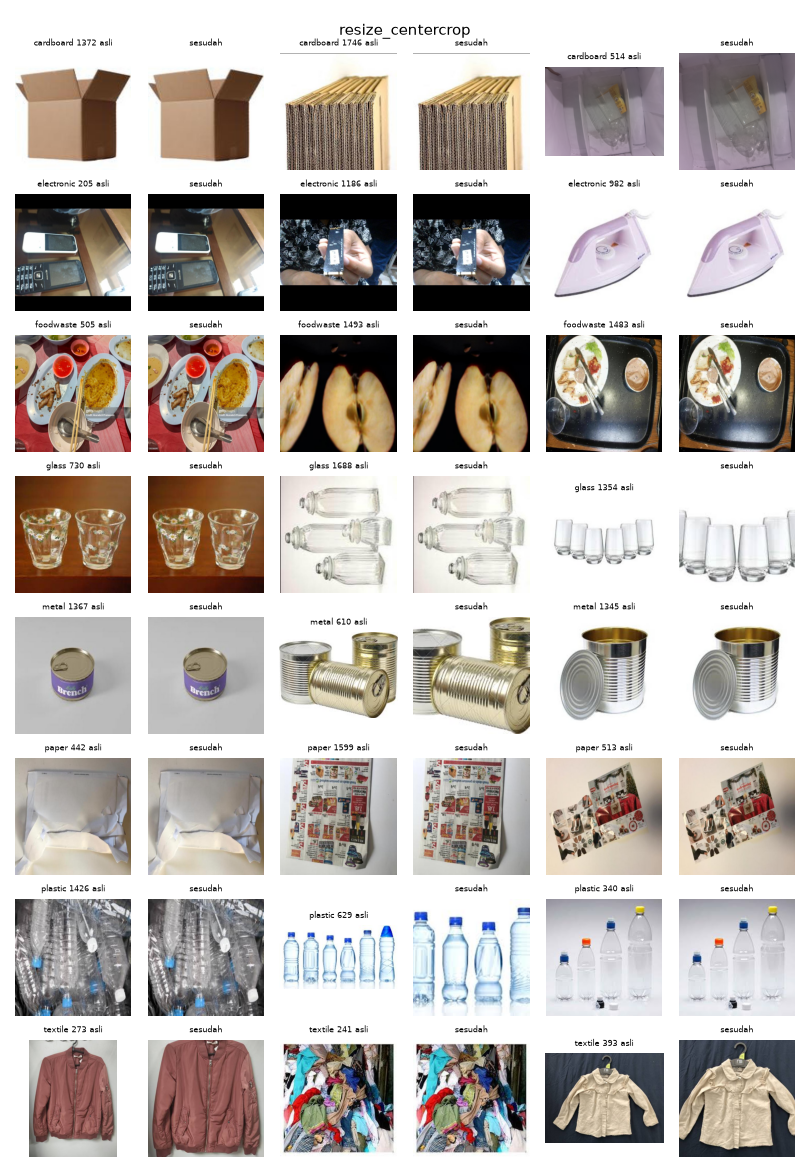 resize_centercrop
cardboard 1372 asli
sesudah
cardboard 1746 asli
sesudah
cardboard 514 asli
sesudah
electronic 205 asli
sesudah
electronic 1186 asli
sesudah
electronic 982 asli
sesudah
foodwaste 505 asli
sesudah
foodwaste 1493 asli
sesudah
foodwaste 1483 asli
sesudah
glass 730 asli
sesudah
glass 1688 asli
sesudah
glass 1354 asli
sesudah
metal 1367 asli
sesudah
metal 610 asli
sesudah
metal 1345 asli
sesudah
Brench
Brench
paper 442 asli
sesudah
paper 1599 asli
sesudah
paper 513 asli
sesudah
plastic 1426 asli
sesudah
plastic 629 asli
sesudah
plastic 340 asli
sesudah
textile 273 asli
sesudah
textile 241 asli
sesudah
textile 393 asli
sesudah